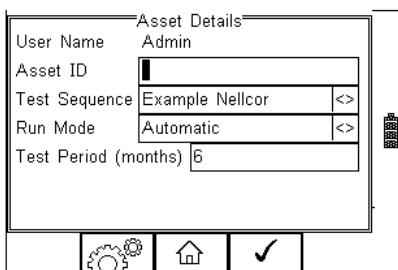 Asset Details
User Name Admin
Asset ID
Test Sequence Example Nellcor <>
Run Mode Automatic <>
Test Period (months) 6